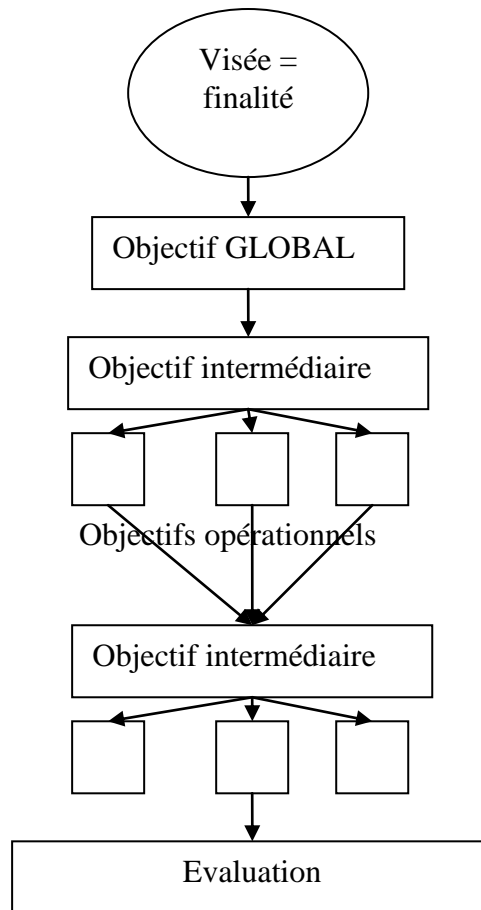 Visée =
finalité
Objectif GLOBAL
Objectif intermédiaire
Objectifs opérationnels
Objectif intermédiaire
Evaluation